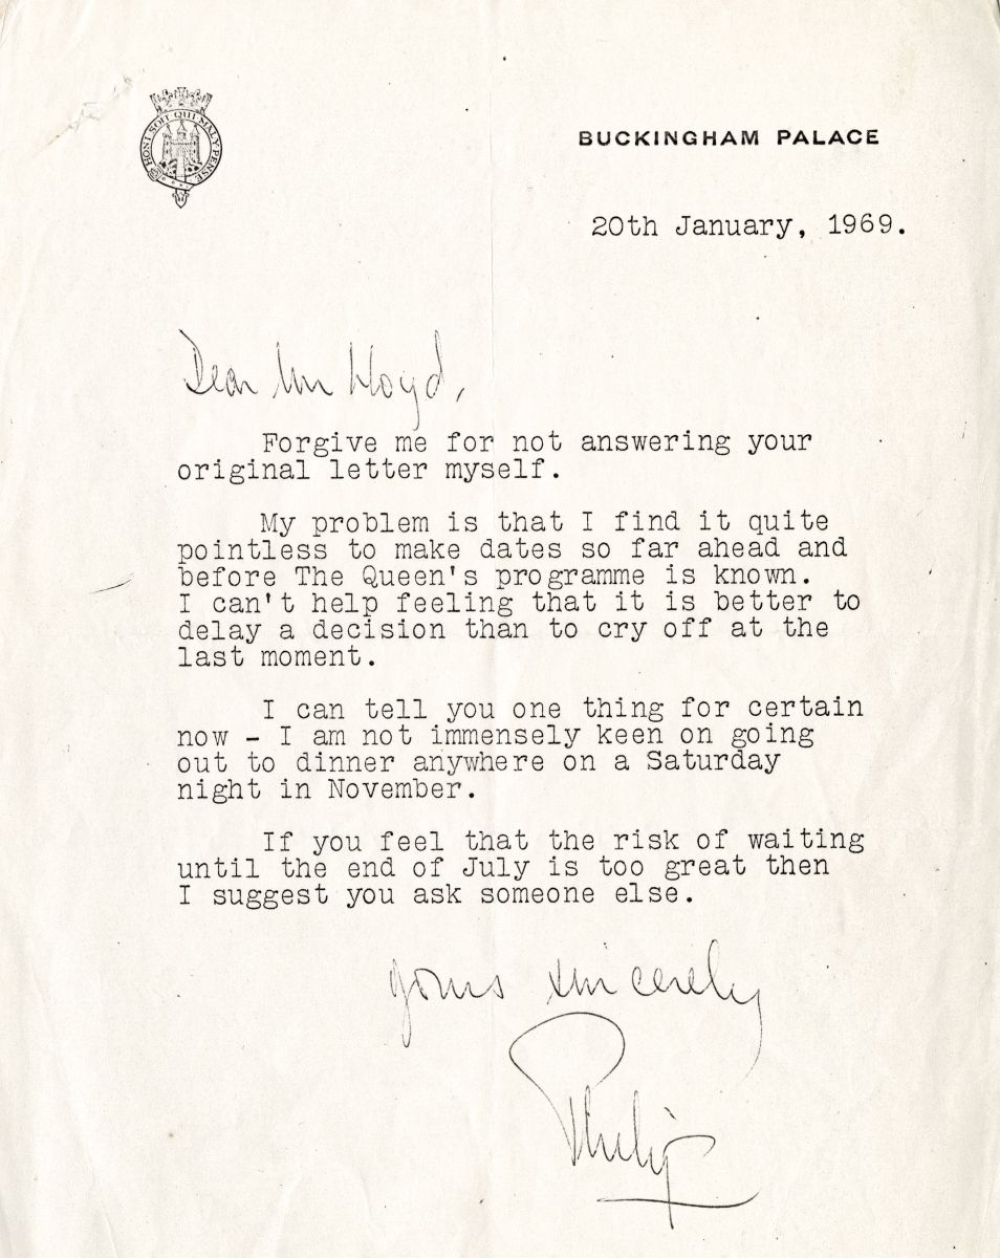 HONI SOIT QUI MAL Y PENSE
BUCKINGHAM PALACE
20th January, 1969.
Dear Mr Lloyd,
Forgive me for not answering your
original letter myself.
My problem is that I find it quite
pointless to make dates so far ahead and
before The Queen's programme is known.
I can't help feeling that it is better to
delay a decision than to cry off at the
last moment.
I can tell you one thing for certain
now - I am not immensely keen on going
out to dinner anywhere on a Saturday
night in November.
If you feel that the risk of waiting
until the end of July is too great then
I suggest you ask someone else.
Yours sincerely
Philip